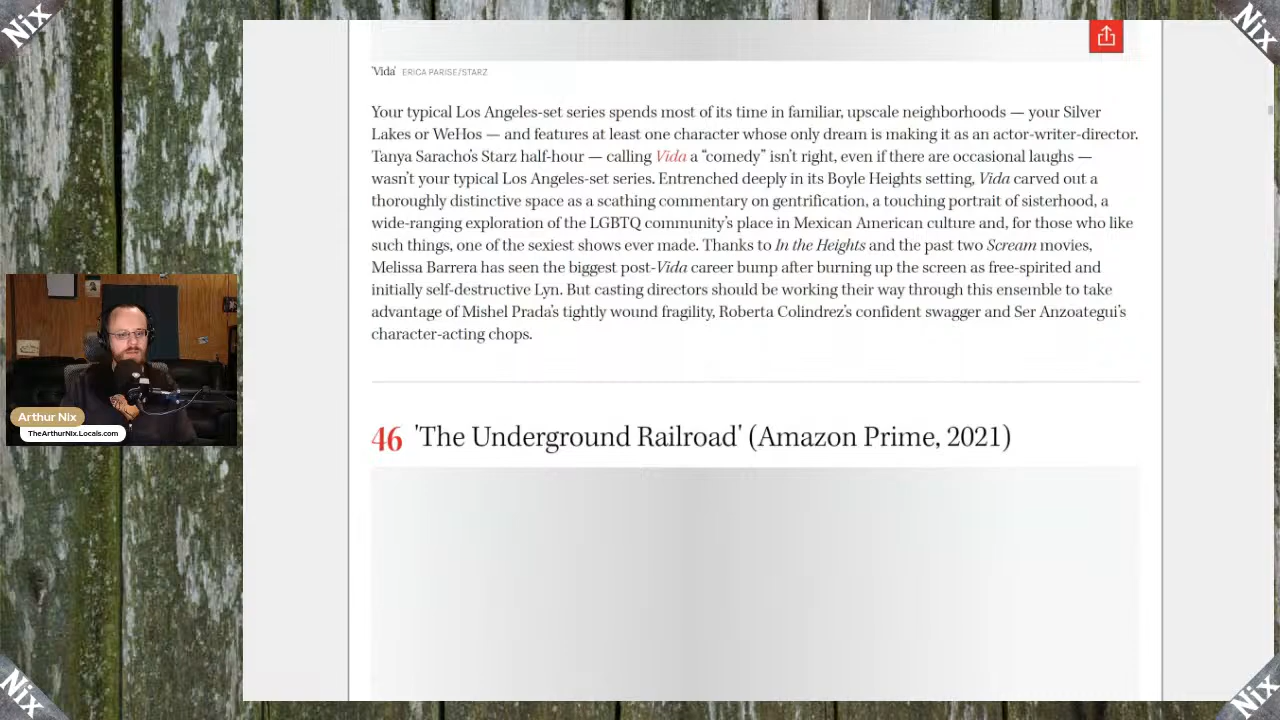 Nix
Nix
'Vida' ERICA PARISE/STARZ
Your typical Los Angeles-set series spends most of its time in familiar, upscale neighborhoods — your Silver
Lakes or WeHos — and features at least one character whose only dream is making it as an actor-writer-director.
Tanya Saracho's Starz half-hour — calling Vida a “comedy” isn't right, even if there are occasional laughs —
wasn't your typical Los Angeles-set series. Entrenched deeply in its Boyle Heights setting, Vida carved out a
thoroughly distinctive space as a scathing commentary on gentrification, a touching portrait of sisterhood, a
wide-ranging exploration of the LGBTQ community's place in Mexican American culture and, for those who like
such things, one of the sexiest shows ever made. Thanks to In the Heights and the past two Scream movies,
Melissa Barrera has seen the biggest post-Vida career bump after burning up the screen as free-spirited and
initially self-destructive Lyn. But casting directors should be working their way through this ensemble to take
advantage of Mishel Prada's tightly wound fragility, Roberta Colindrez's confident swagger and Ser Anzoategui's
character-acting chops.
Arthur Nix
TheArthurNix.Locals.com
46 'The Underground Railroad' (Amazon Prime, 2021)
Nix
Nix